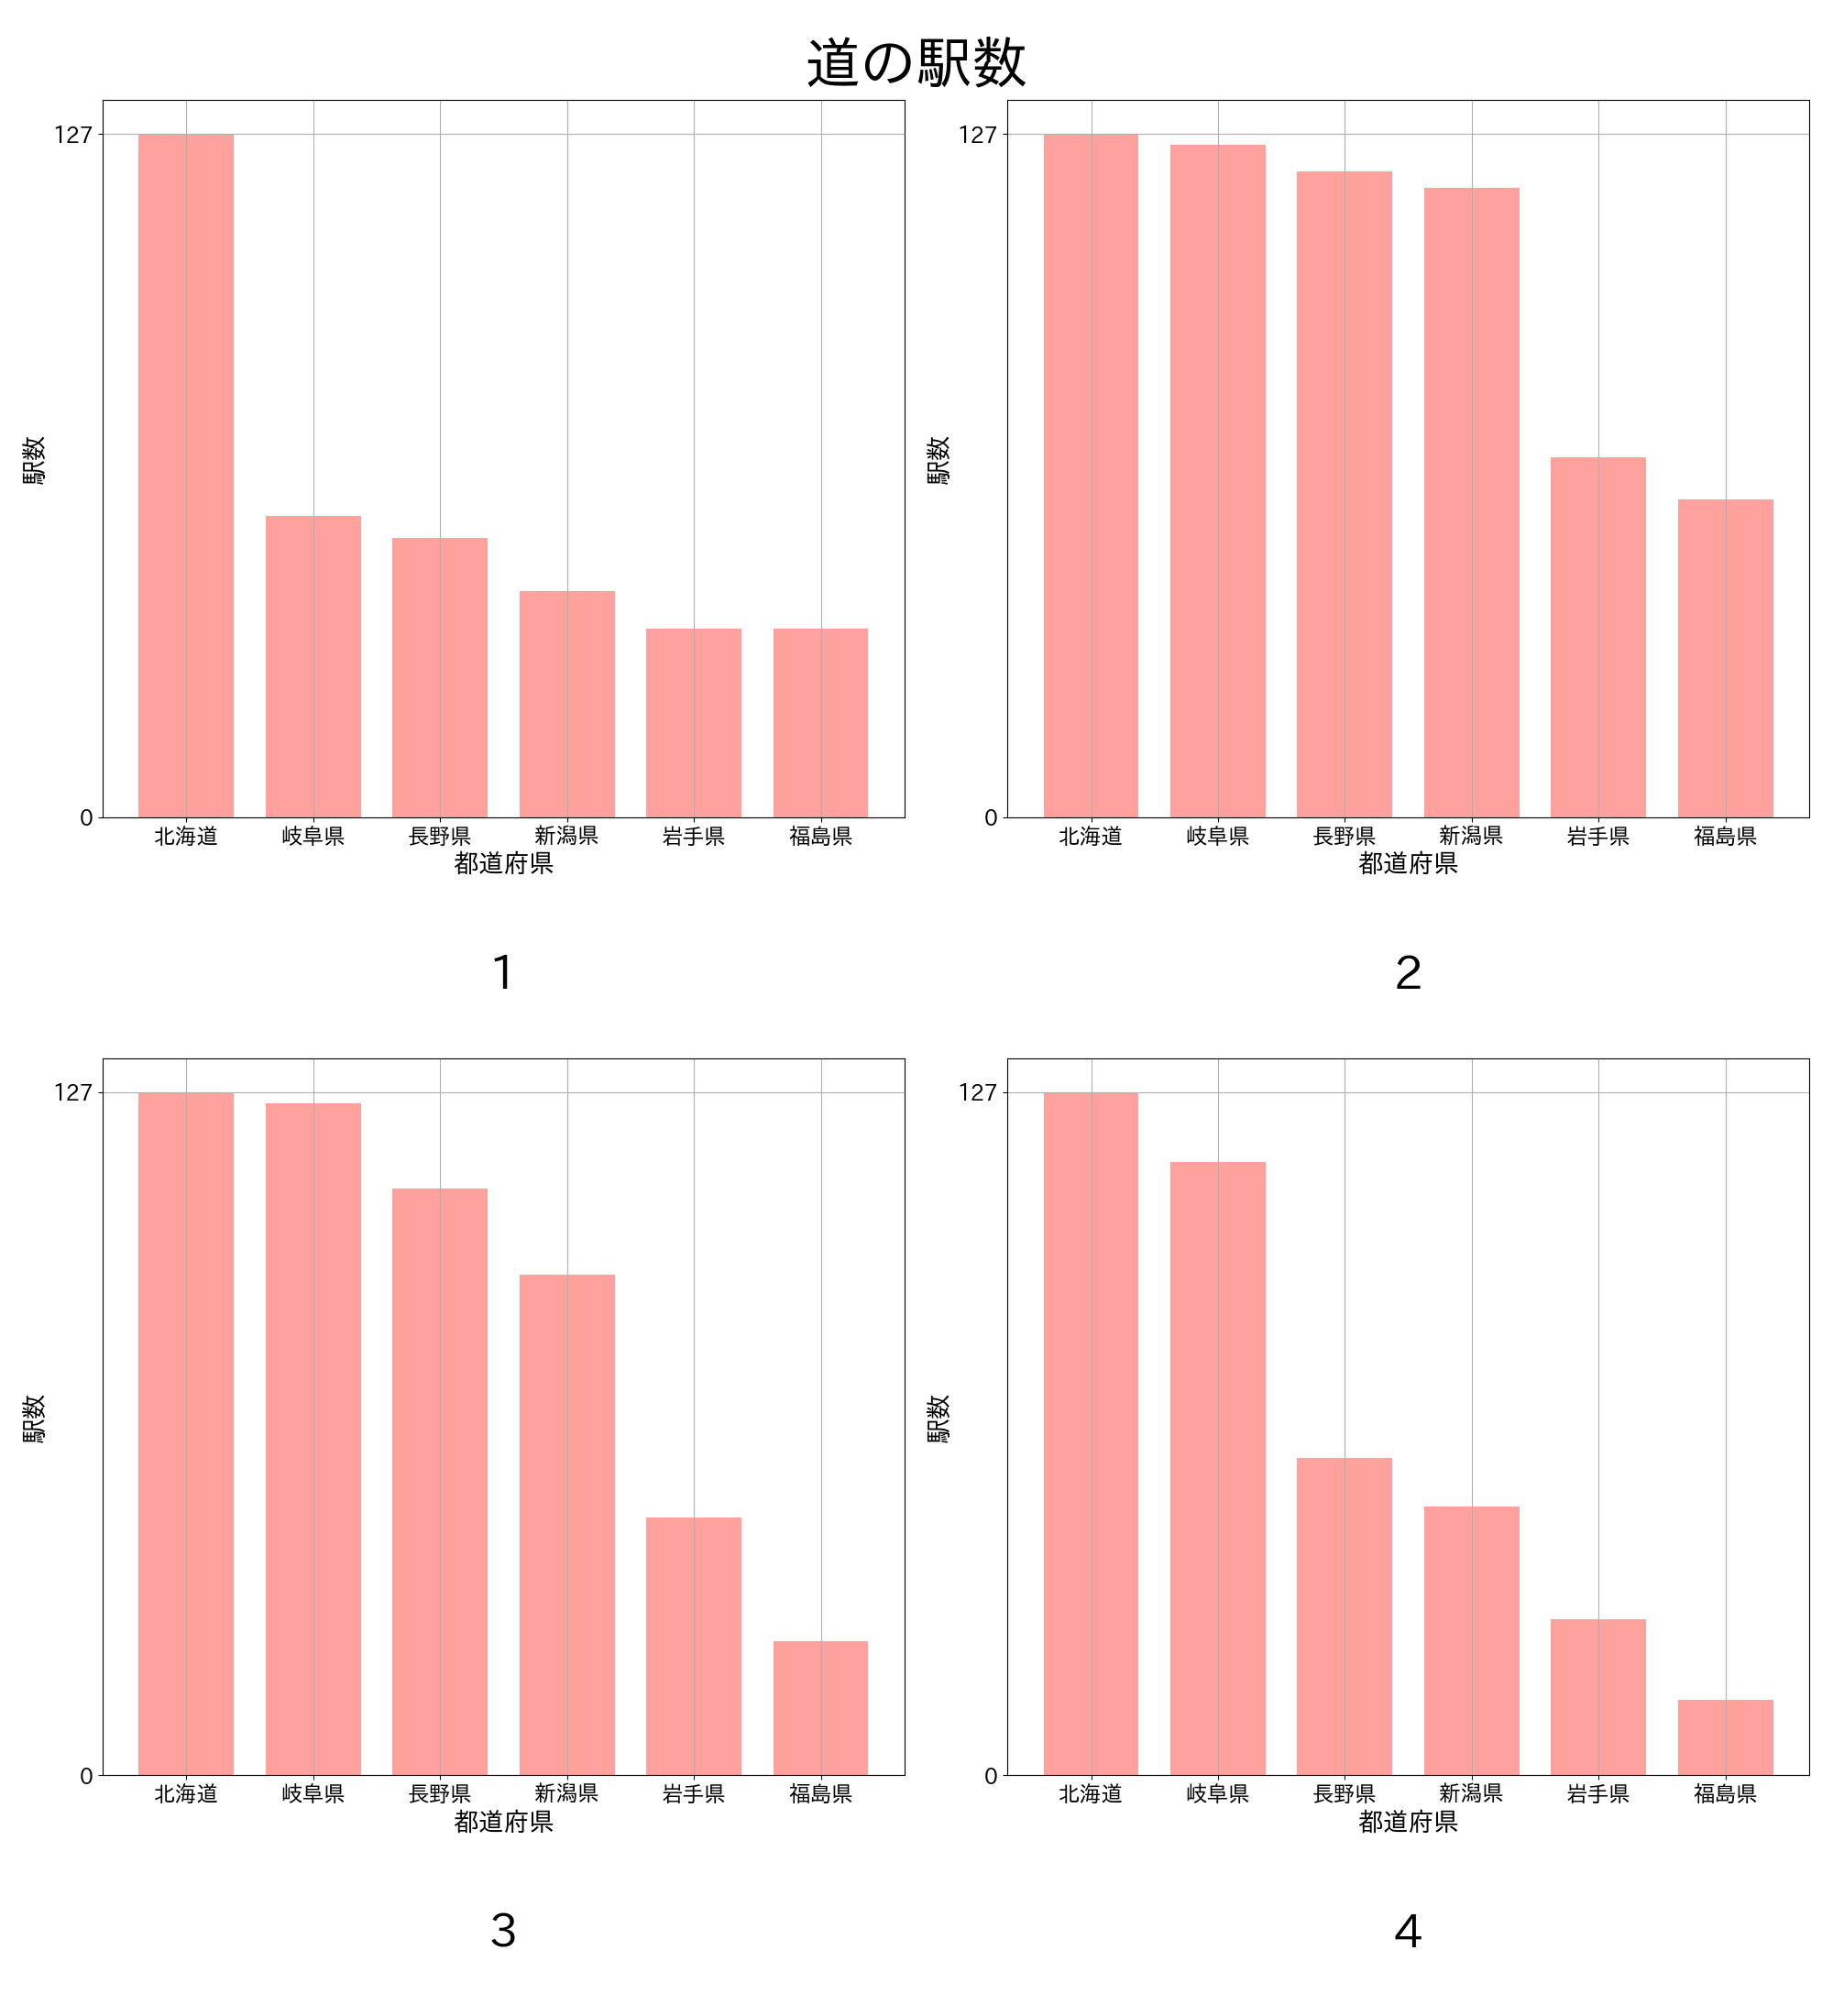 道の駅数
127
0
駅数
北海道 岐阜県 長野県 新潟県 岩手県 福島県
都道府県
1
127
0
駅数
北海道 岐阜県 長野県 新潟県 岩手県 福島県
都道府県
2
127
0
駅数
北海道 岐阜県 長野県 新潟県 岩手県 福島県
都道府県
3
127
0
駅数
北海道 岐阜県 長野県 新潟県 岩手県 福島県
都道府県
4